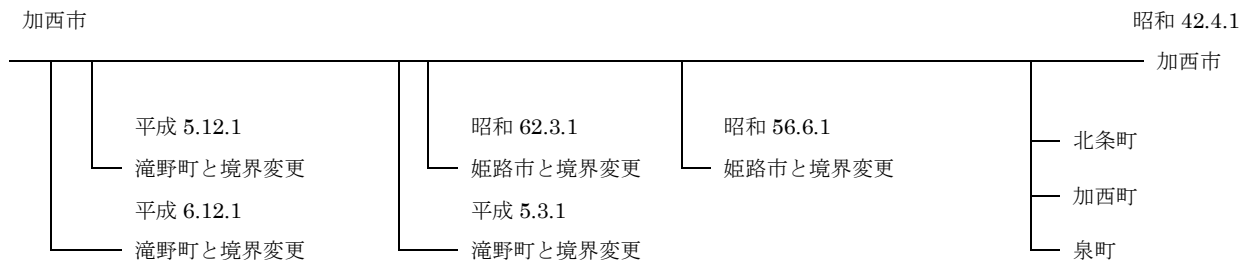 加西市
昭和 42.4.1
加西市
平成 5.12.1
滝野町と境界変更
平成 6.12.1
滝野町と境界変更
昭和 62.3.1
姫路市と境界変更
平成 5.3.1
滝野町と境界変更
昭和 56.6.1
姫路市と境界変更
北条町
加西町
泉町